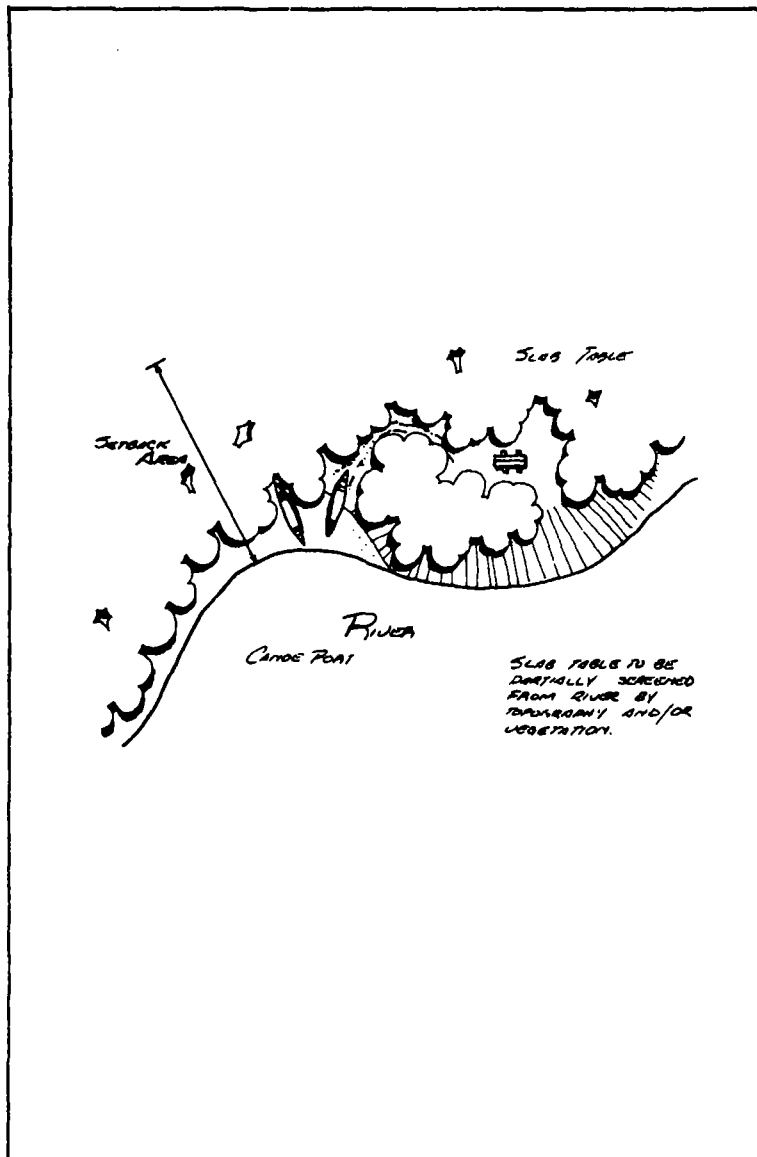 SLAB TABLE
SETBACK
AREA
RIVER
CANOE PORT
SLAB TABLE TO BE
PARTIALLY SCREENED
FROM RIVER BY
TOPOGRAPHY AND/OR
VEGETATION.